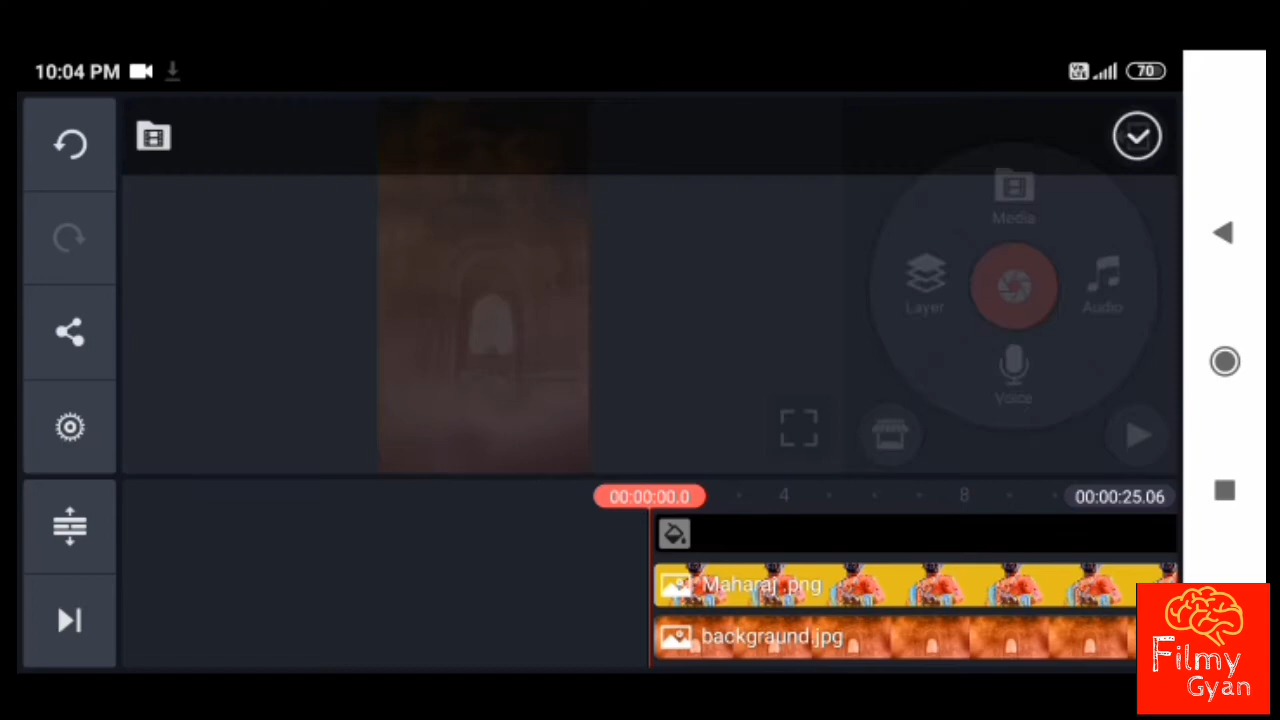 10:04 PM
70
Media
Layer
Audio
Voice
00:00:00.0
4
8
00:00:25.06
Maharaj .png
backgraund.jpg
Filmy
Gyan